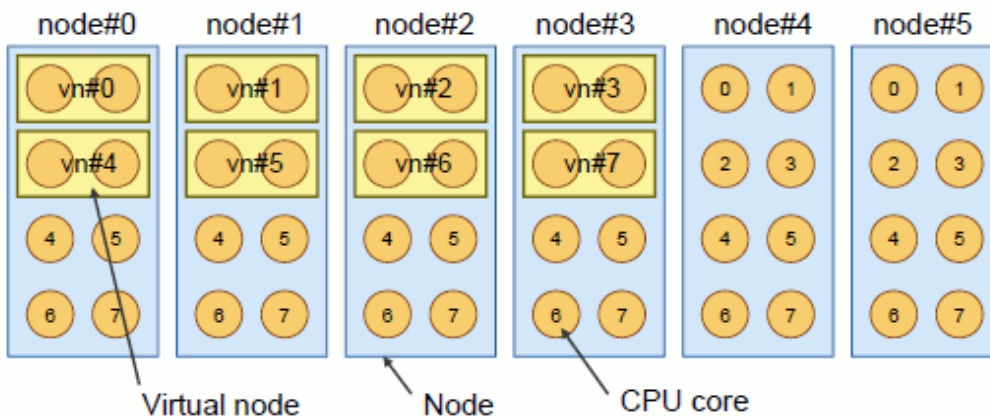 node#0 node#1 node#2 node#3 node#4 node#5
vn#0 vn#1 vn#2 vn#3 0 1 0 1
vn#4 vn#5 vn#6 vn#7 2 3 2 3
4 5 4 5 4 5 4 5 4 5 4 5
6 7 6 7 6 7 6 7 6 7 6 7
Virtual node Node CPU core